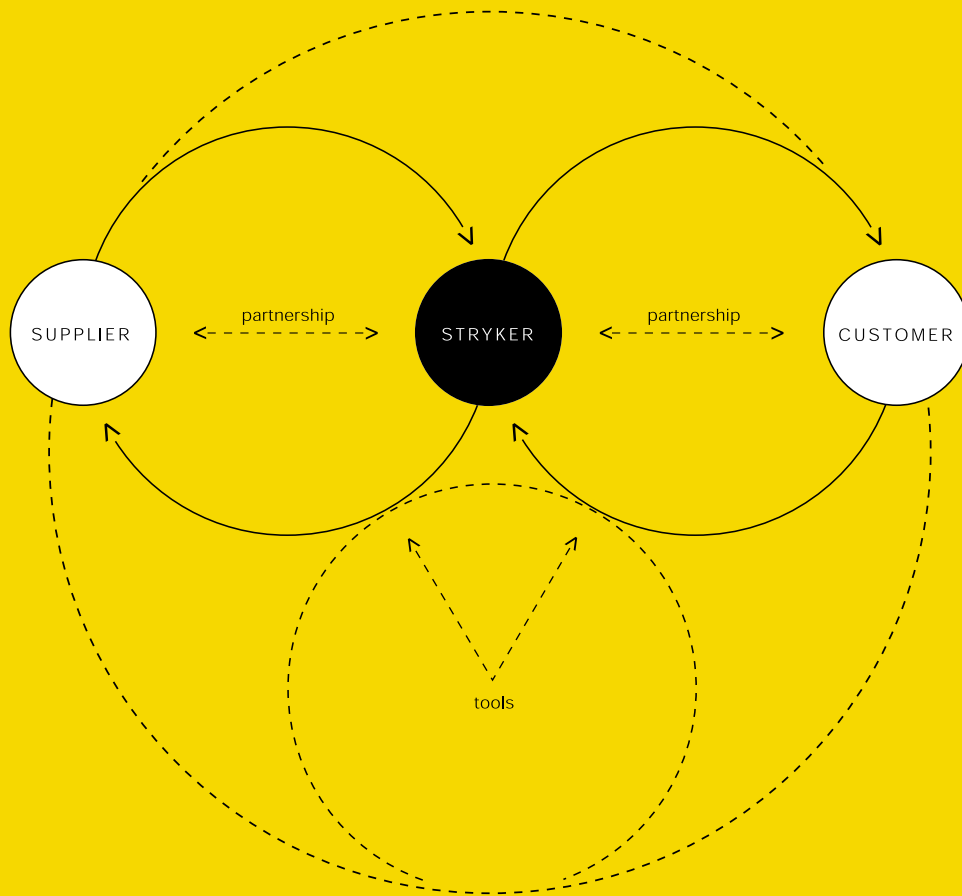 partnership
partnership
SUPPLIER
STRYKER
CUSTOMER
tools